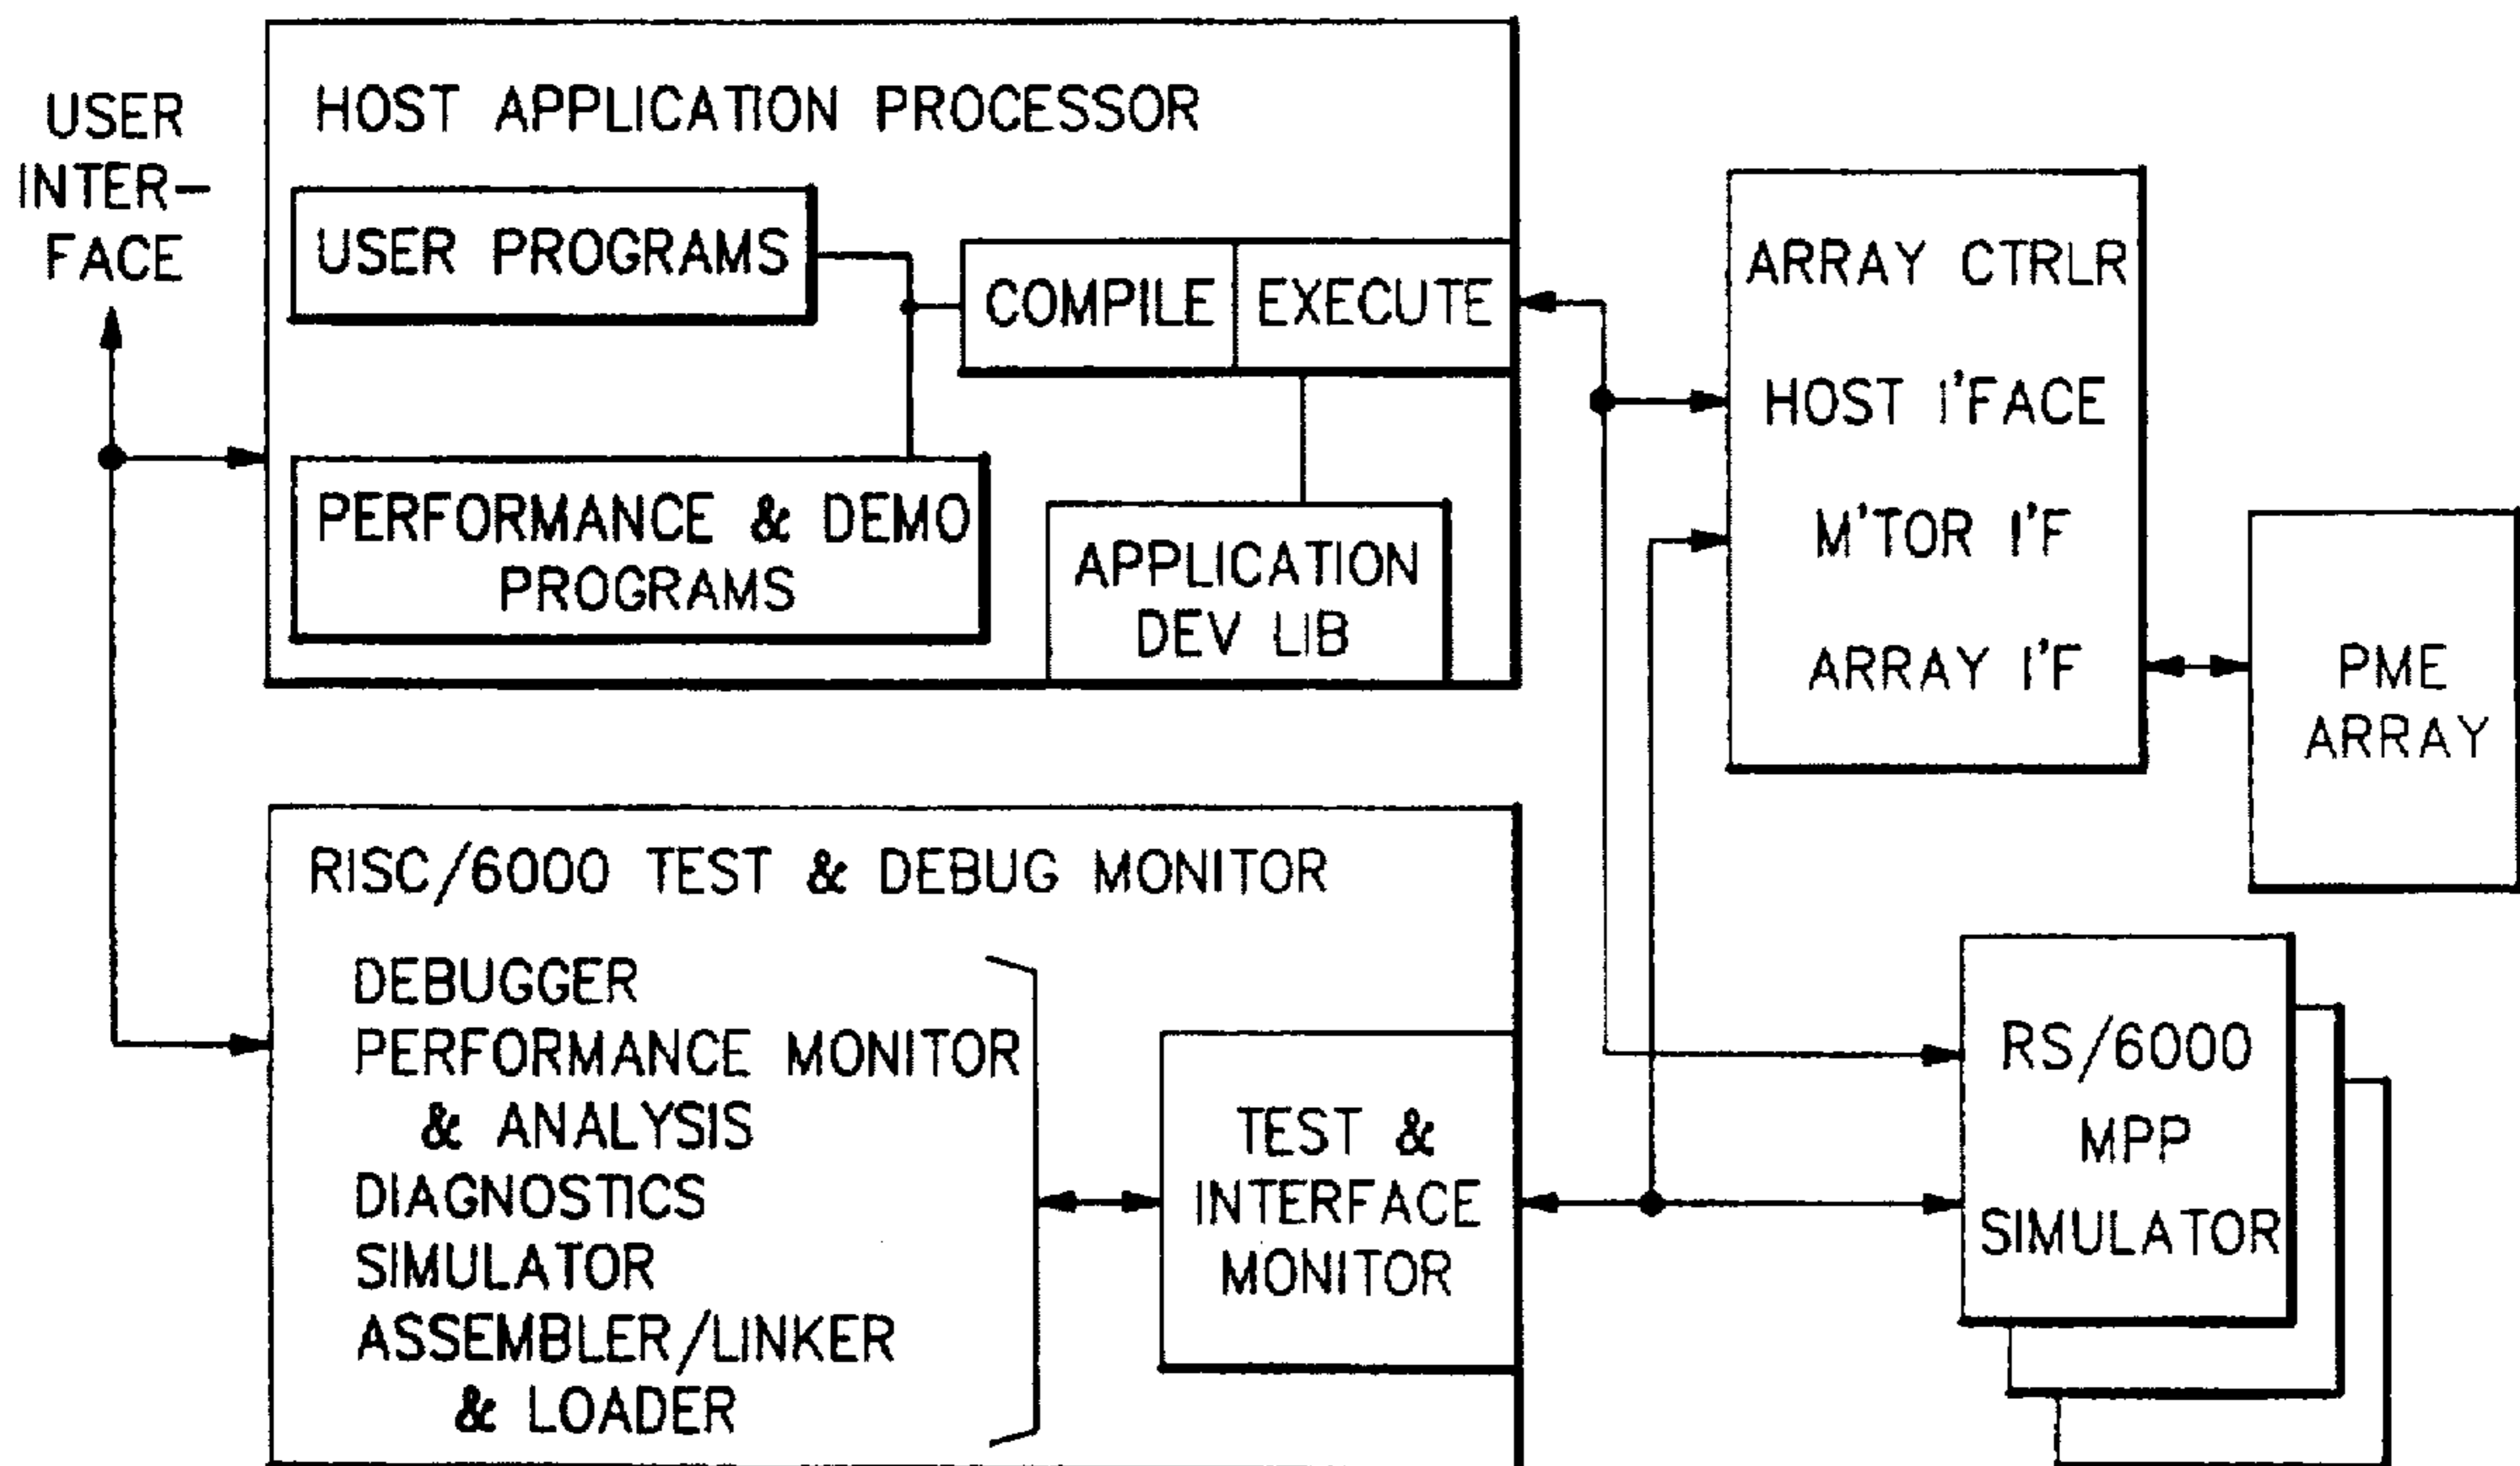 USER
INTER-
FACE
HOST APPLICATION PROCESSOR
USER PROGRAMS
COMPILE
EXECUTE
PERFORMANCE & DEMO
PROGRAMS
APPLICATION
DEV LIB
ARRAY CTRLR
HOST I'FACE
M'TOR I'F
ARRAY I'F
PME
ARRAY
RISC/6000 TEST & DEBUG MONITOR
DEBUGGER
PERFORMANCE MONITOR
& ANALYSIS
DIAGNOSTICS
SIMULATOR
ASSEMBLER/LINKER
& LOADER
TEST &
INTERFACE
MONITOR
RS/6000
MPP
SIMULATOR